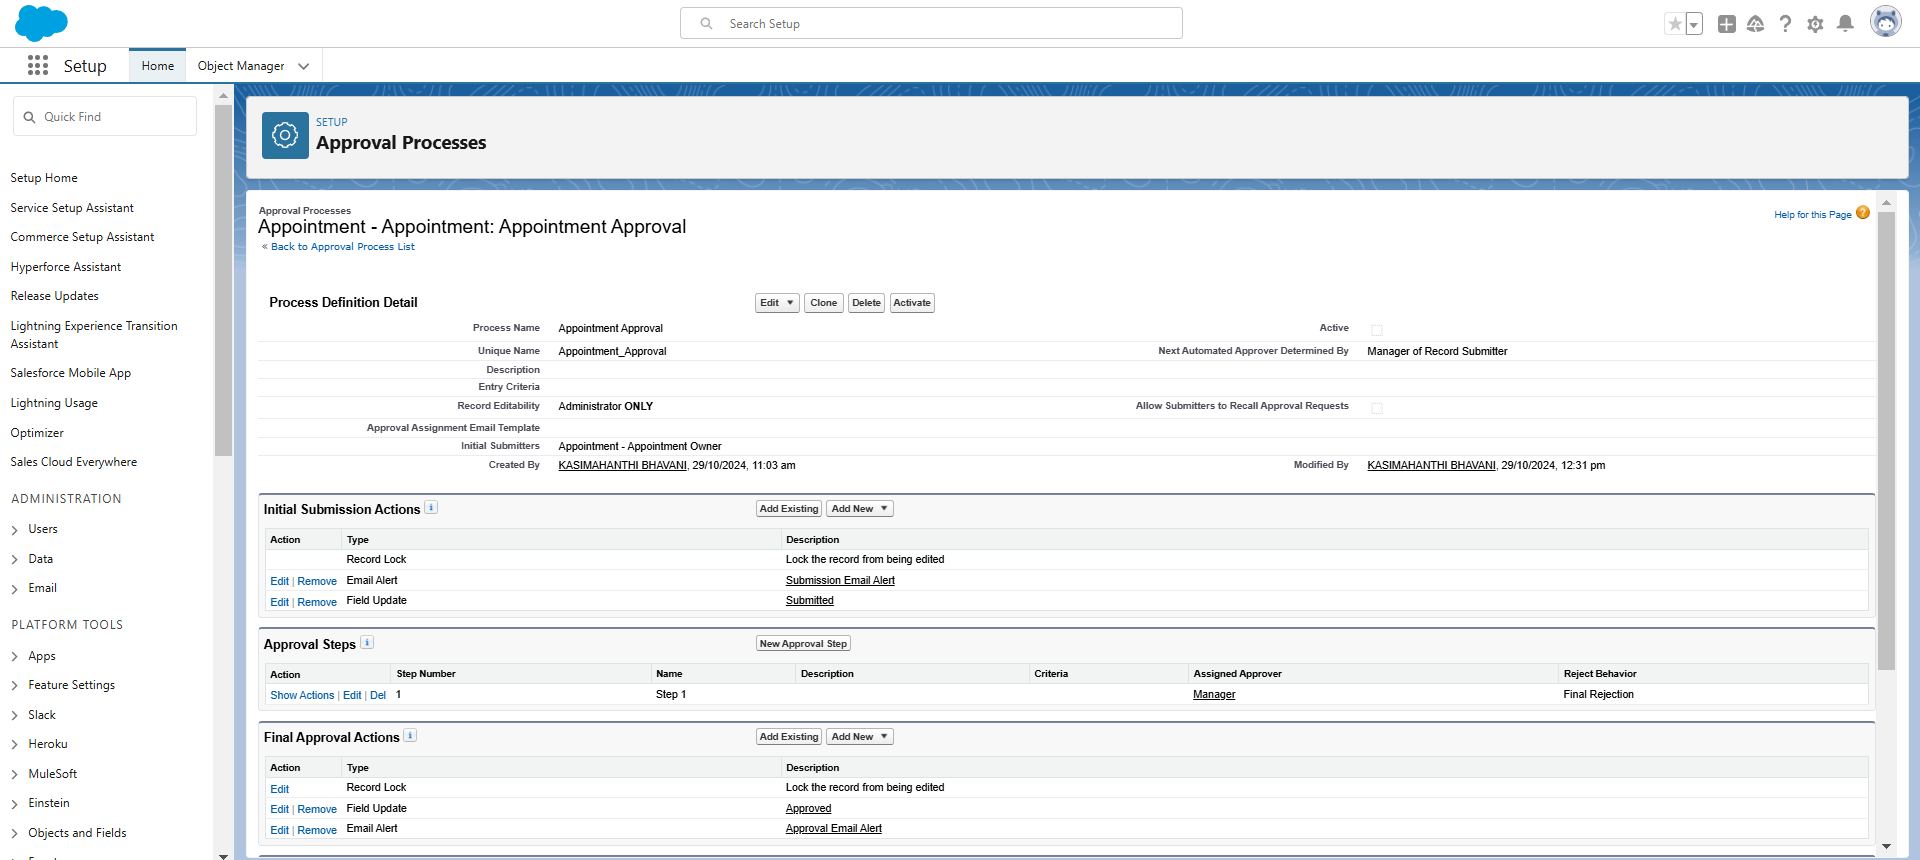 Search Setup
Setup
Home
Object Manager
Quick Find
Setup Home
Service Setup Assistant
Commerce Setup Assistant
Hyperforce Assistant
Release Updates
Lightning Experience Transition
Assistant
Salesforce Mobile App
Lightning Usage
Optimizer
Sales Cloud Everywhere
ADMINISTRATION
Users
Data
Email
PLATFORM TOOLS
Apps
Feature Settings
Slack
Heroku
MuleSoft
Einstein
Objects and Fields
SETUP
Approval Processes
Approval Processes
Appointment - Appointment: Appointment Approval
« Back to Approval Process List
Help for this Page ?
Process Definition Detail
Edit Clone Delete Activate
Process Name Appointment Approval Active
Unique Name Appointment_Approval Next Automated Approver Determined By Manager of Record Submitter
Description
Entry Criteria
Record Editability Administrator ONLY Allow Submitters to Recall Approval Requests
Approval Assignment Email Template
Initial Submitters Appointment - Appointment Owner
Created By KASIMAHANTHI BHAVANI, 29/10/2024, 11:03 am Modified By KASIMAHANTHI BHAVANI, 29/10/2024, 12:31 pm
Initial Submission Actions i Add Existing Add New
Action Type Description
Record Lock Lock the record from being edited
Edit | Remove Email Alert Submission Email Alert
Edit | Remove Field Update Submitted
Approval Steps i New Approval Step
Action Step Number Name Description Criteria Assigned Approver Reject Behavior
Show Actions | Edit | Del 1 Step 1 Manager Final Rejection
Final Approval Actions i Add Existing Add New
Action Type Description
Edit Record Lock Lock the record from being edited
Edit | Remove Field Update Approved
Edit | Remove Email Alert Approval Email Alert